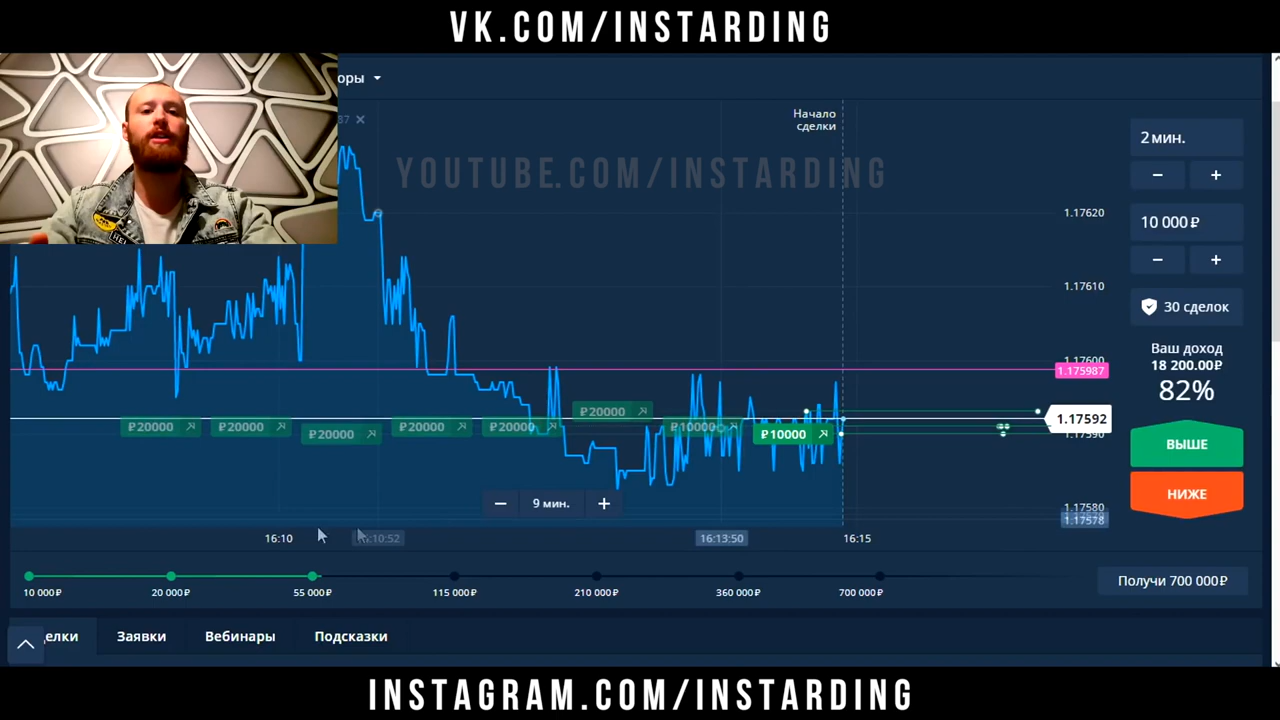 VK.COM/INSTARDING
оры
87 ×
Начало
сделки
YOUTUBE.COM/INSTARDING
2 мин.
− +
10 000 ₽
− +
30 сделок
Ваш доход
18 200.00₽
82%
ВЫШЕ
НИЖЕ
1.17620
1.17610
1.17600
1.175987
1.17592
1.17590
1.17580
1.17578
₽20000
₽20000
₽20000
₽20000
₽20000
₽20000
₽10000
₽10000
− 9 мин. +
16:10
16:10:52
16:13:50
16:15
10 000₽
20 000₽
55 000₽
115 000₽
210 000₽
360 000₽
700 000₽
Получи 700 000₽
елки
Заявки
Вебинары
Подсказки
INSTAGRAM.COM/INSTARDING